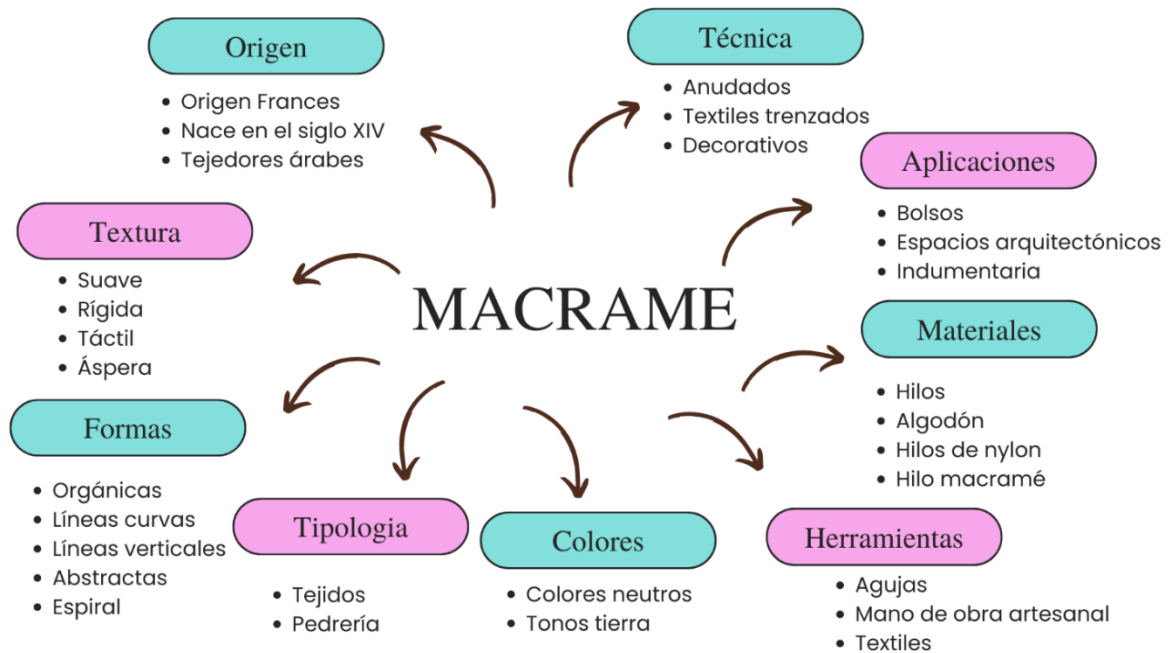 Origen
• Origen Frances
• Nace en el siglo XIV
• Tejedores árabes
Técnica
• Anudados
• Textiles trenzados
• Decorativos
Aplicaciones
• Bolsos
• Espacios arquitectónicos
• Indumentaria
Textura
• Suave
• Rígida
• Táctil
• Áspera
MACRAME
Materiales
• Hilos
• Algodón
• Hilos de nylon
• Hilo macramé
Formas
• Orgánicas
• Líneas curvas
• Líneas verticales
• Abstractas
• Espiral
Tipologia
• Tejidos
• Pedrería
Colores
• Colores neutros
• Tonos tierra
Herramientas
• Agujas
• Mano de obra artesanal
• Textiles